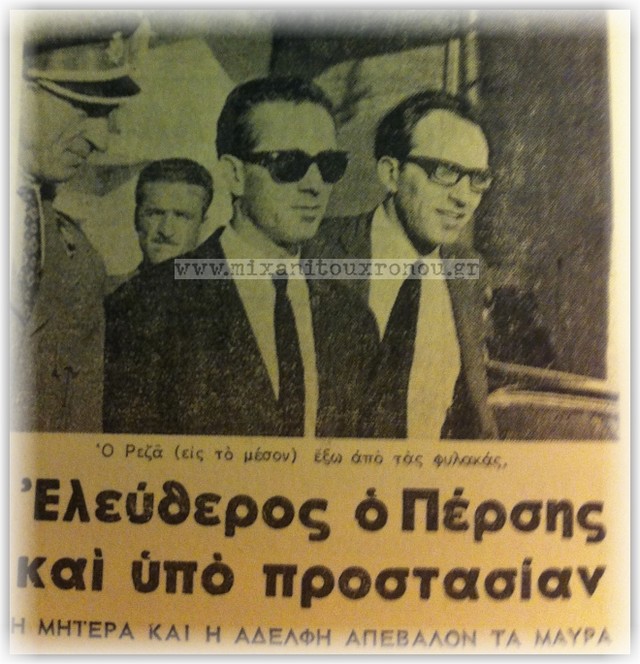 www.mixanitouxronou.gr
Ὁ Ρεζᾶ (εἰς τὸ μέσον) ἔξω ἀπὸ τὰς φυλακάς,
Ἐλεύθερος ὁ Πέρσης
καὶ ὑπὸ προστασίαν
Η ΜΗΤΕΡΑ ΚΑΙ Η ΑΔΕΛΦΗ ΑΠΕΒΑΛΟΝ ΤΑ ΜΑΥΡΑ